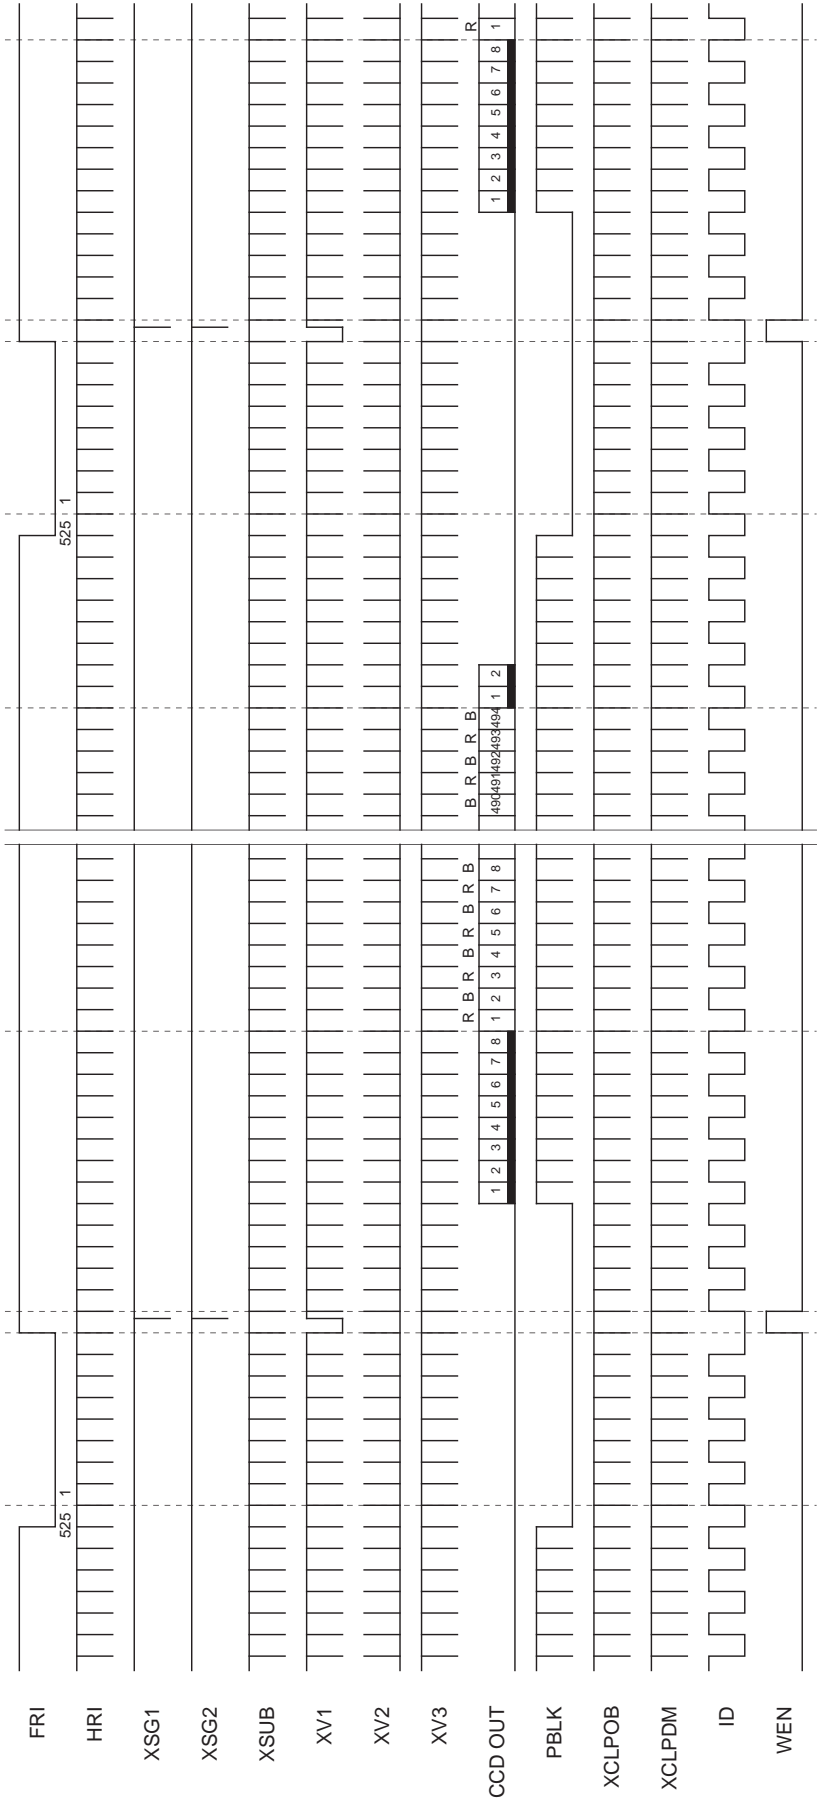 FRI
525 1 525 1
HRI
XSG1
XSG2
XSUB
XV1
XV2
XV3
R B R B R B R B B R B R B R
CCD OUT 1 2 3 4 5 6 7 8 1 2 3 4 5 6 7 8 490 491 492 493 494 1 2 1 2 3 4 5 6 7 8 1
PBLK
XCLPOB
XCLPDM
ID
WEN